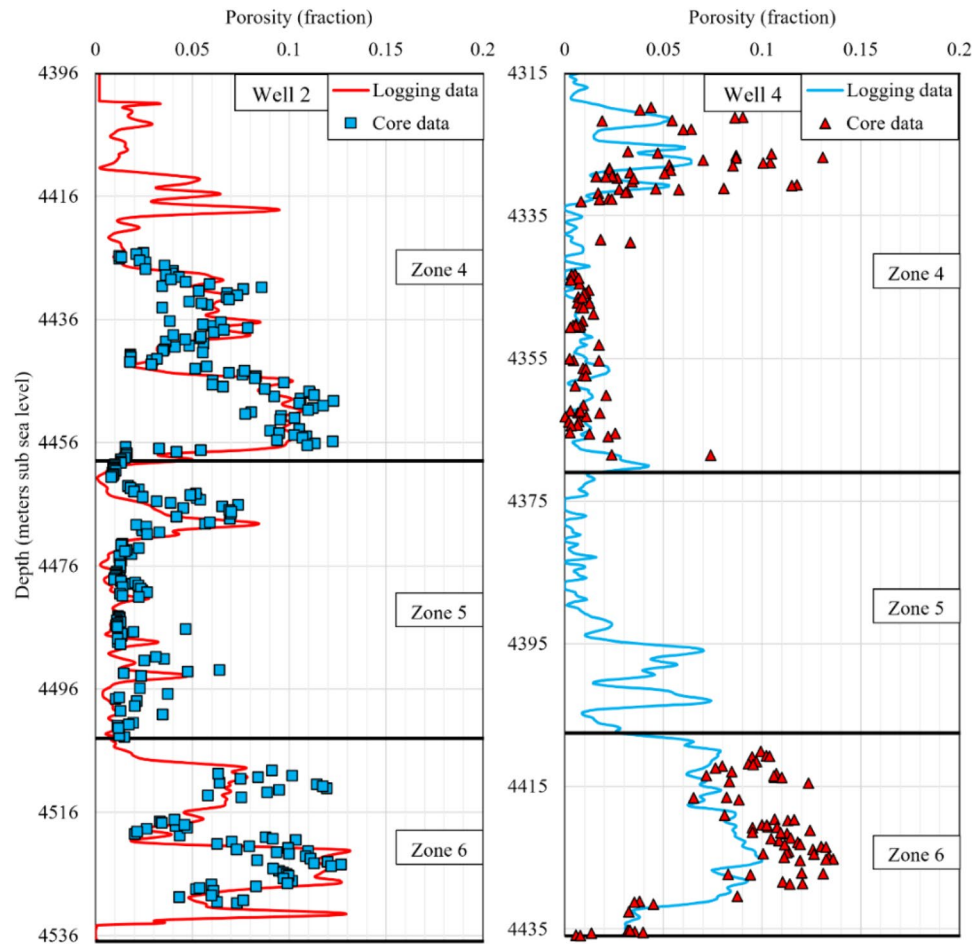 Porosity (fraction)
0
0.05
0.1
0.15
0.2
4396
4416
4436
4456
4476
4496
4516
4536
Depth (meters sub sea level)
Well 2
Logging data
Core data
Zone 4
Zone 5
Zone 6
Porosity (fraction)
0
0.05
0.1
0.15
0.2
4315
4335
4355
4375
4395
4415
4435
Well 4
Logging data
Core data
Zone 4
Zone 5
Zone 6